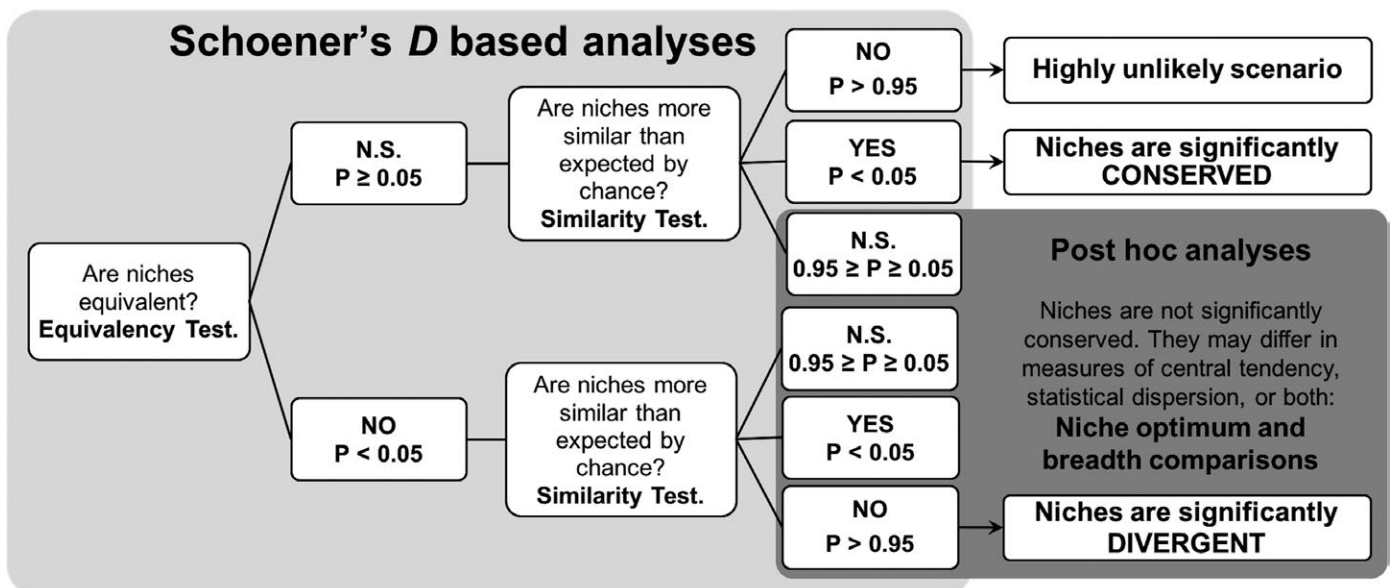 Schoener's D based analyses
Are niches
equivalent?
Equivalency Test.
N.S.
P ≥ 0.05
Are niches more
similar than
expected by
chance?
Similarity Test.
NO
P > 0.95
Highly unlikely scenario
YES
P < 0.05
Niches are significantly
CONSERVED
N.S.
0.95 ≥ P ≥ 0.05
NO
P < 0.05
Are niches more
similar than
expected by
chance?
Similarity Test.
N.S.
0.95 ≥ P ≥ 0.05
YES
P < 0.05
NO
P > 0.95
Post hoc analyses
Niches are not significantly
conserved. They may differ in
measures of central tendency,
statistical dispersion, or both:
Niche optimum and
breadth comparisons
Niches are significantly
DIVERGENT